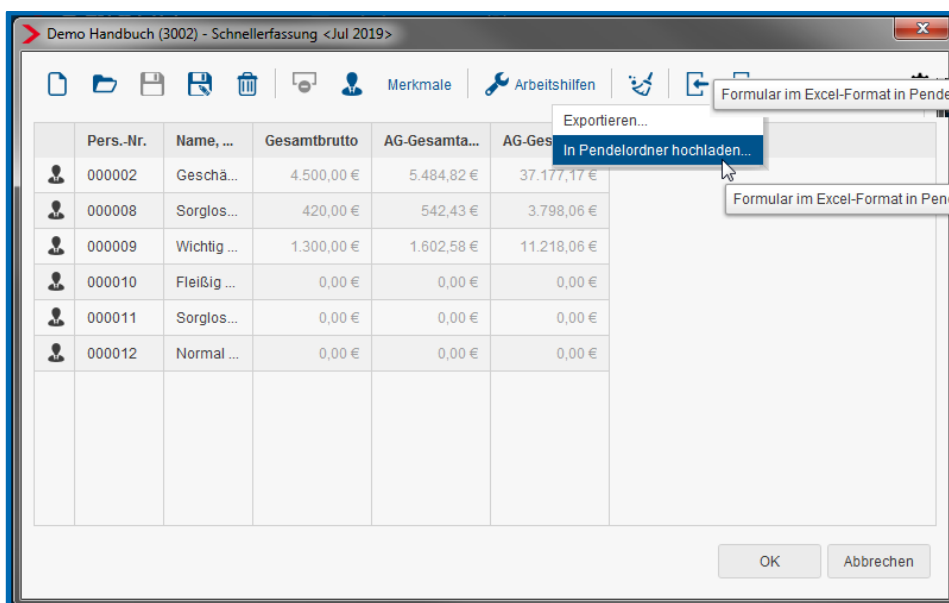 Demo Handbuch (3002) - Schnellerfassung <Jul 2019>
Merkmale Arbeitshilfen
Formular im Excel-Format in Pende
Exportieren...
In Pendelordner hochladen...
Formular im Excel-Format in Pen
Pers.-Nr. Name, ... Gesamtbrutto AG-Gesamta... AG-Ges
000002 Geschä... 4.500,00 € 5.484,82 € 37.177,17 €
000008 Sorglos... 420,00 € 542,43 € 3.798,06 €
000009 Wichtig ... 1.300,00 € 1.602,58 € 11.218,06 €
000010 Fleißig ... 0,00 € 0,00 € 0,00 €
000011 Sorglos... 0,00 € 0,00 € 0,00 €
000012 Normal ... 0,00 € 0,00 € 0,00 €
OK Abbrechen